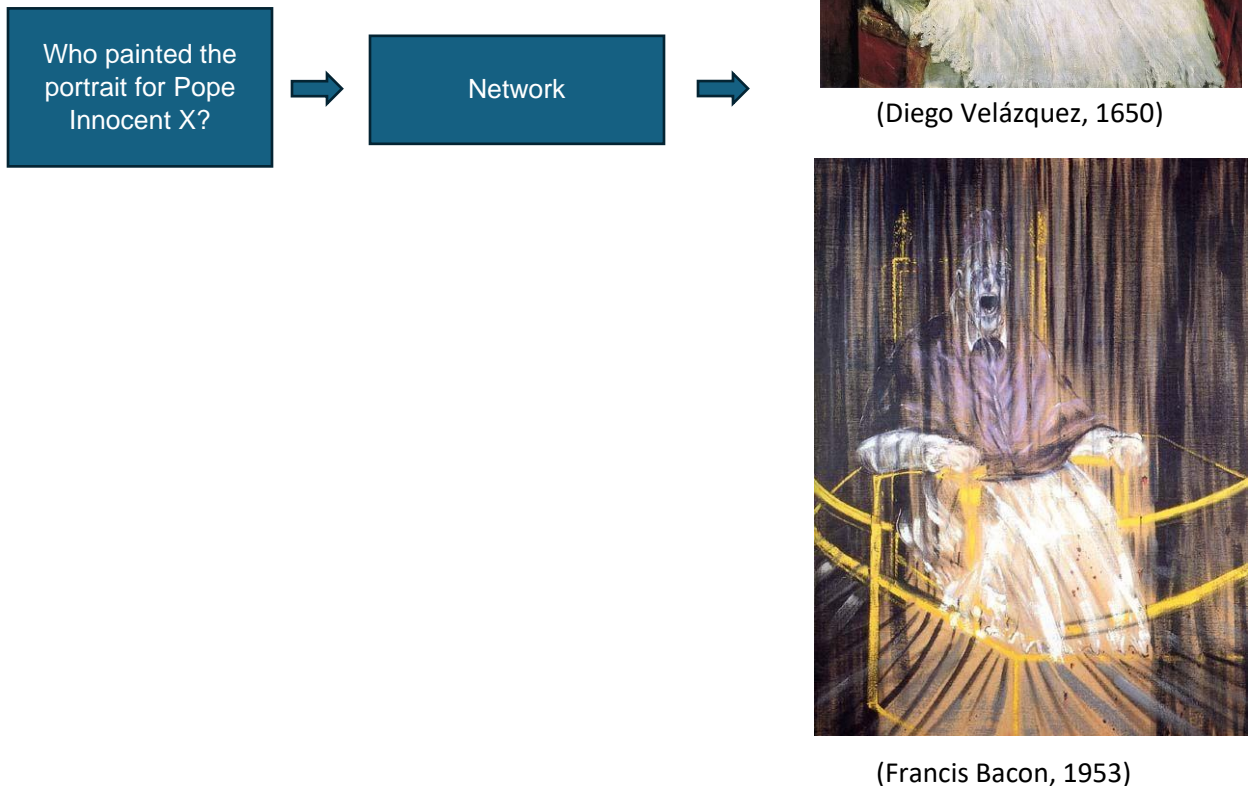 Who painted the
portrait for Pope
Innocent X?
Network
(Diego Velázquez, 1650)
(Francis Bacon, 1953)